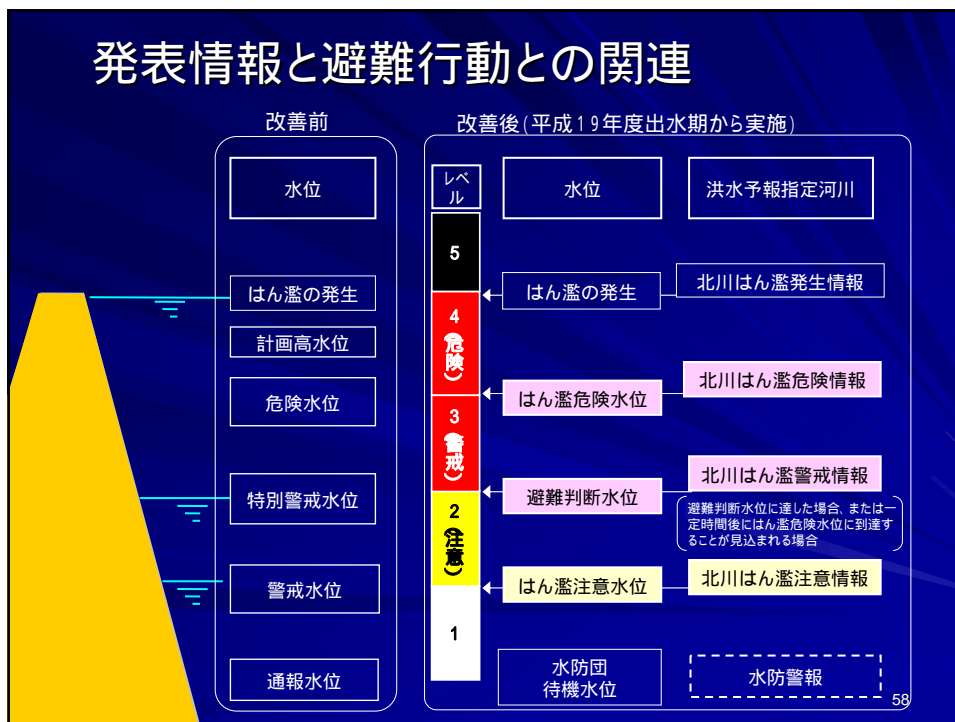 発表情報と避難行動との関連
改善前
水位
はん濫の発生
計画高水位
危険水位
特別警戒水位
警戒水位
通報水位
改善後(平成19年度出水期から実施)
レベ
ル
5
4
(危険)
3
(警戒)
2
(注意)
1
水位
はん濫の発生
はん濫危険水位
避難判断水位
はん濫注意水位
水防団
待機水位
洪水予報指定河川
北川はん濫発生情報
北川はん濫危険情報
北川はん濫警戒情報
避難判断水位に達した場合、または一
定時間後にはん濫危険水位に到達す
ることが見込まれる場合
北川はん濫注意情報
水防警報
58